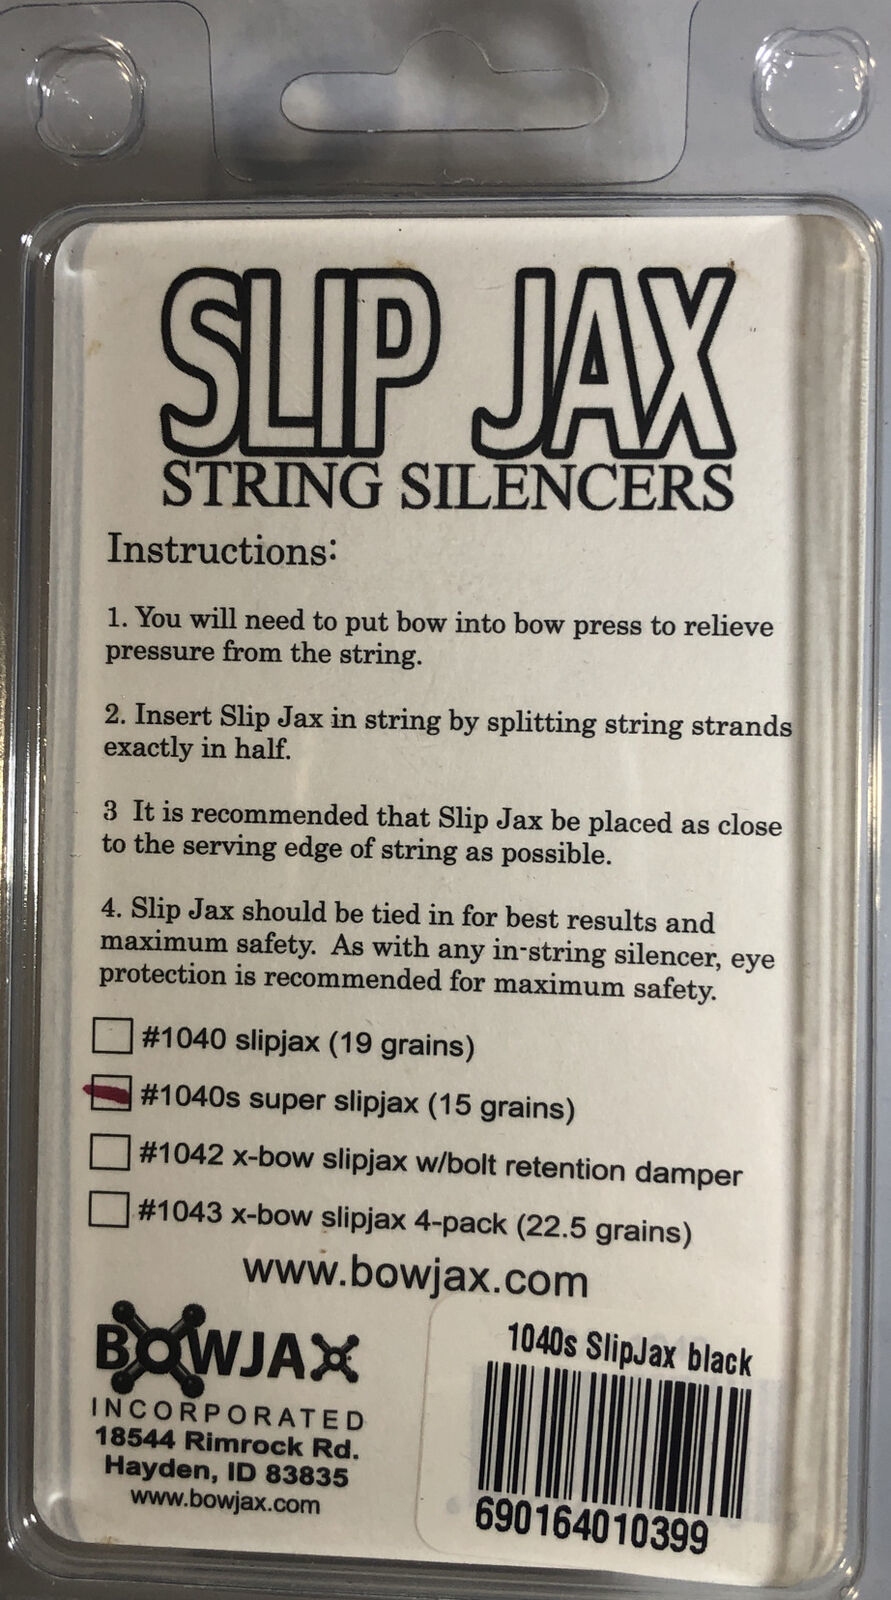 SLIP JAX
STRING SILENCERS
Instructions:
1. You will need to put bow into bow press to relieve
pressure from the string.
2. Insert Slip Jax in string by splitting string strands
exactly in half.
3 It is recommended that Slip Jax be placed as close
to the serving edge of string as possible.
4. Slip Jax should be tied in for best results and
maximum safety. As with any in-string silencer, eye
protection is recommended for maximum safety.
#1040 slipjax (19 grains)
#1040s super slipjax (15 grains)
#1042 x-bow slipjax w/bolt retention damper
#1043 x-bow slipjax 4-pack (22.5 grains)
www.bowjax.com
BOWJAX
INCORPORATED
18544 Rimrock Rd.
Hayden, ID 83835
www.bowjax.com
1040s SlipJax black
690164010399